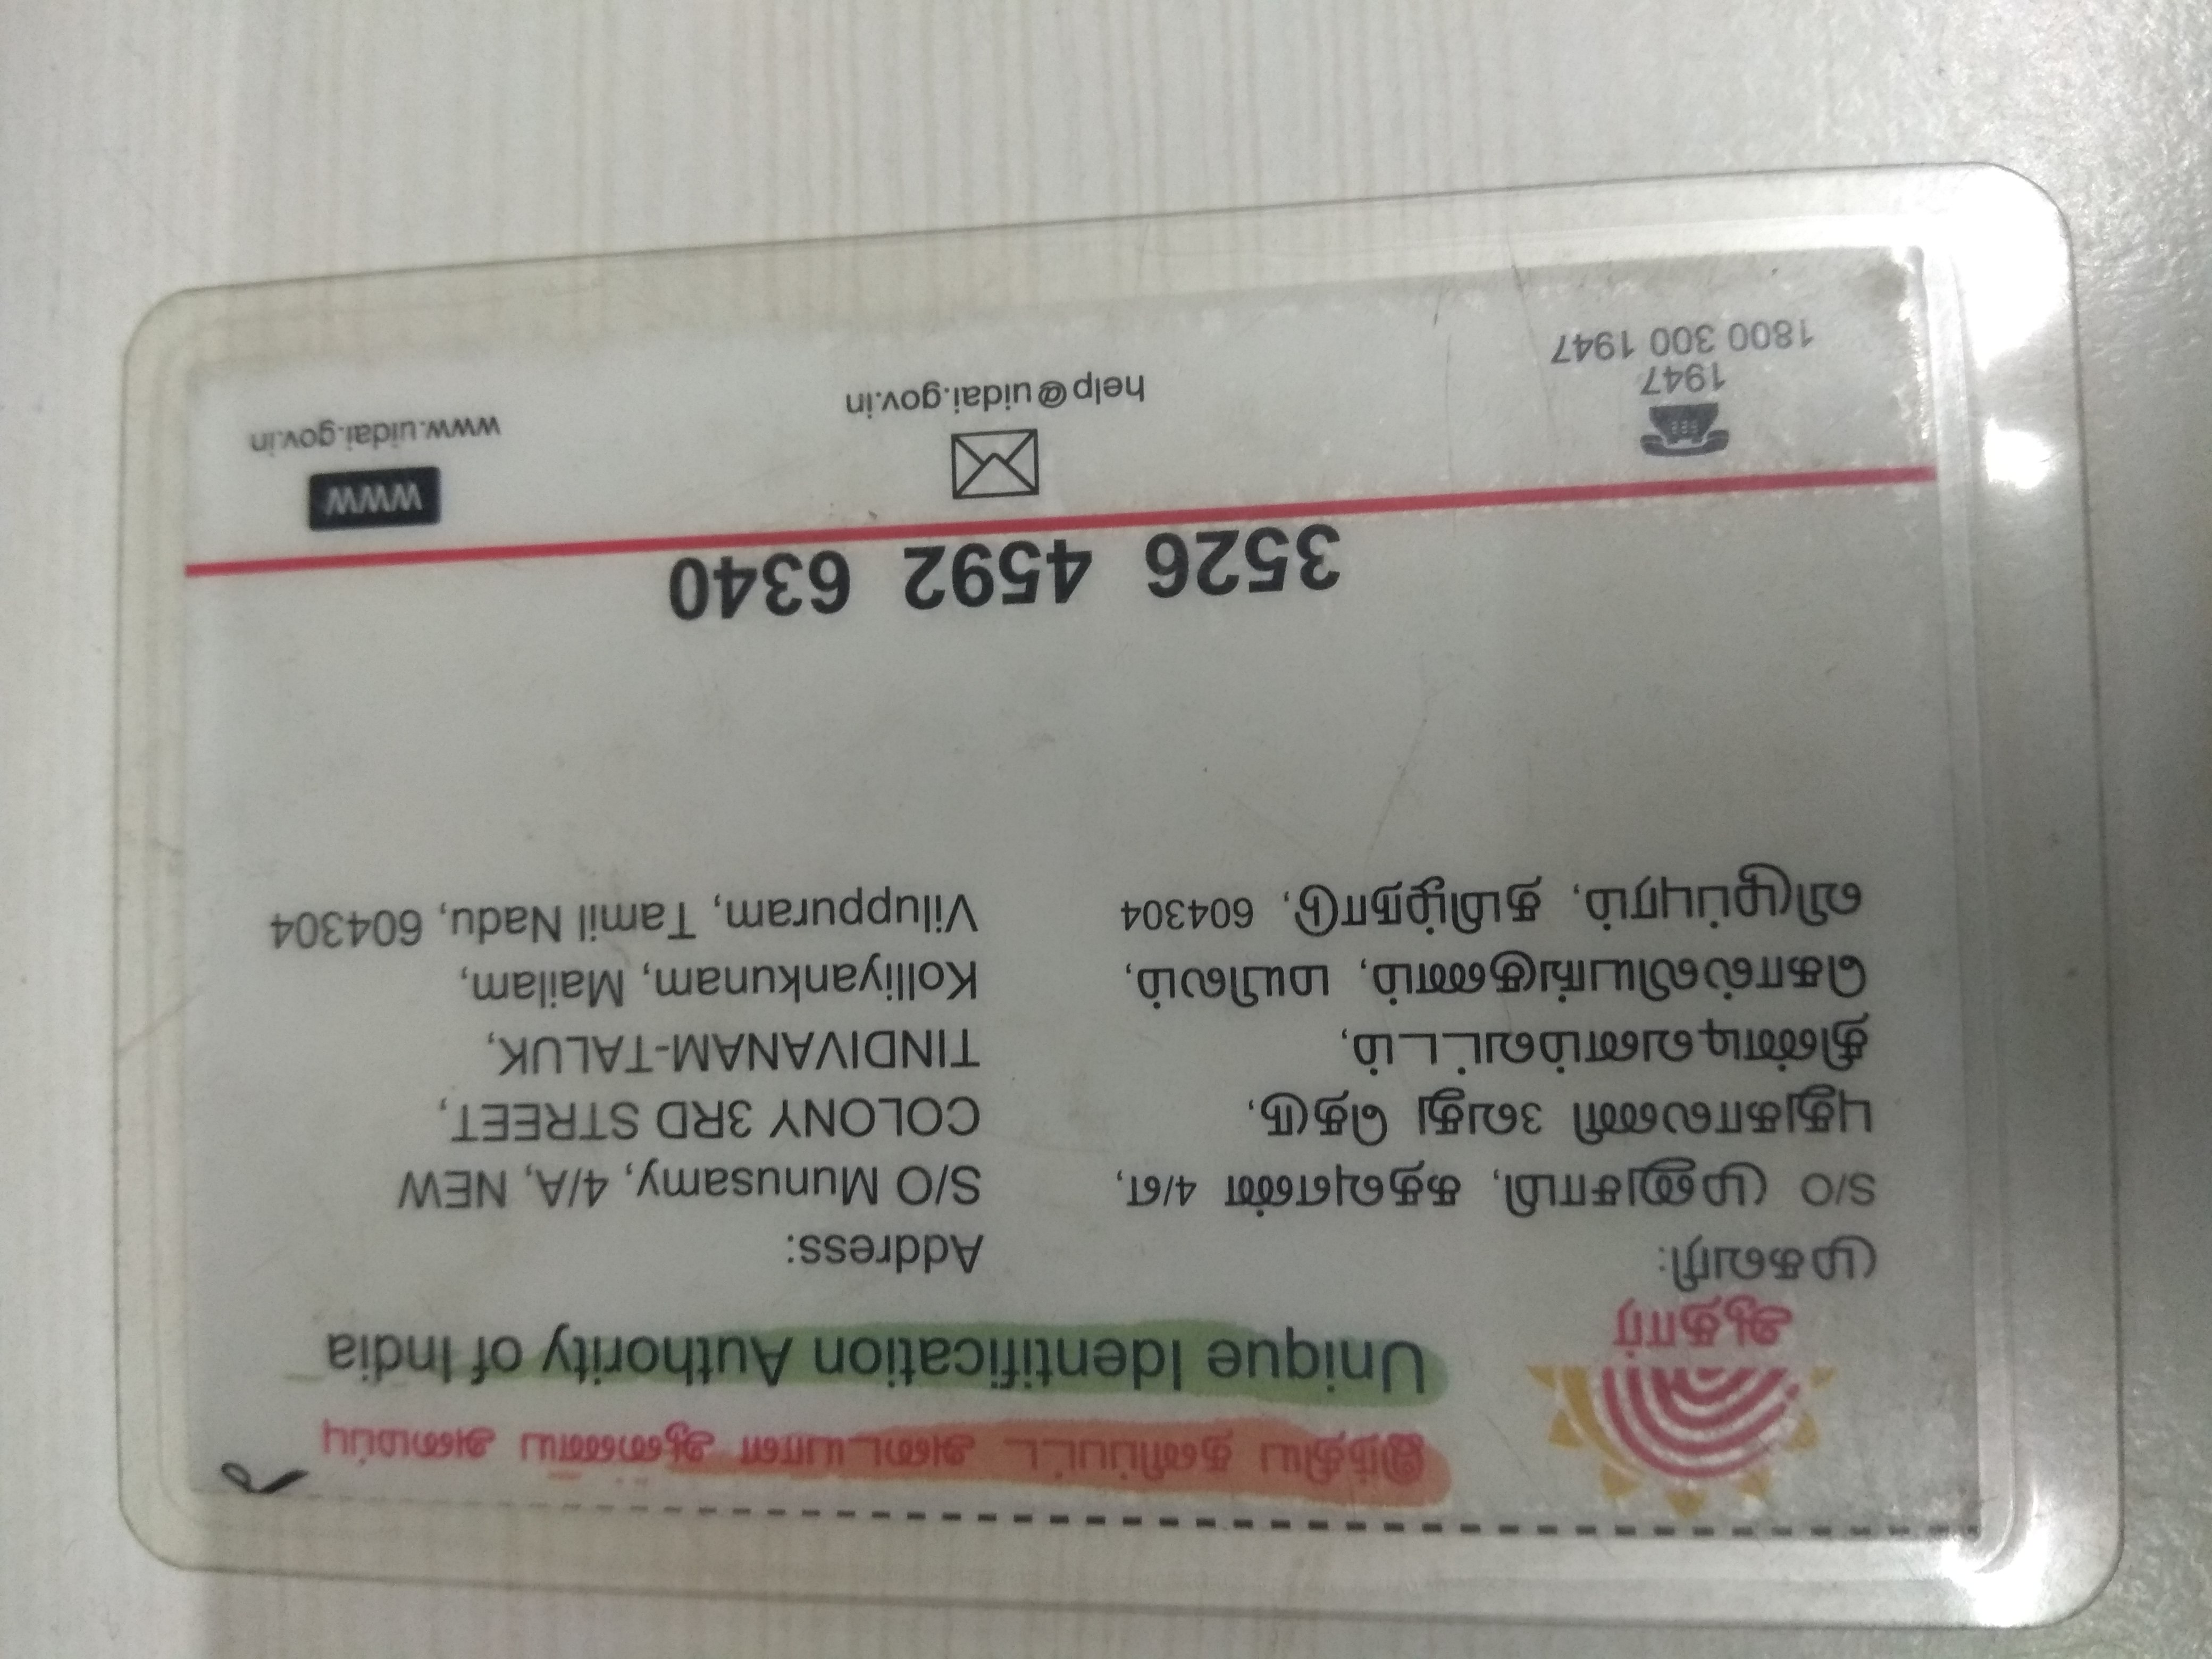 இந்திய தனிப்பட்ட அடையாள ஆணைய அமைப்பு
Unique Identification Authority of India
ஆதார்
முகவரி:
S/O முனுசாமி, கதவுஎண் 4/ஏ,
புதுகாலணி 3வது தெரு,
திண்டிவனம்வட்டம்,
கொல்லியங்குணம், மயிலம்,
விழுப்புரம், தமிழ்நாடு, 604304
Address:
S/O Munusamy, 4/A, NEW
COLONY 3RD STREET,
TINDIVANAM-TALUK,
Kolliyankunam, Mailam,
Viluppuram, Tamil Nadu, 604304
3526 4592 6340
1947
1800 300 1947
help@uidai.gov.in
WWW
www.uidai.gov.in